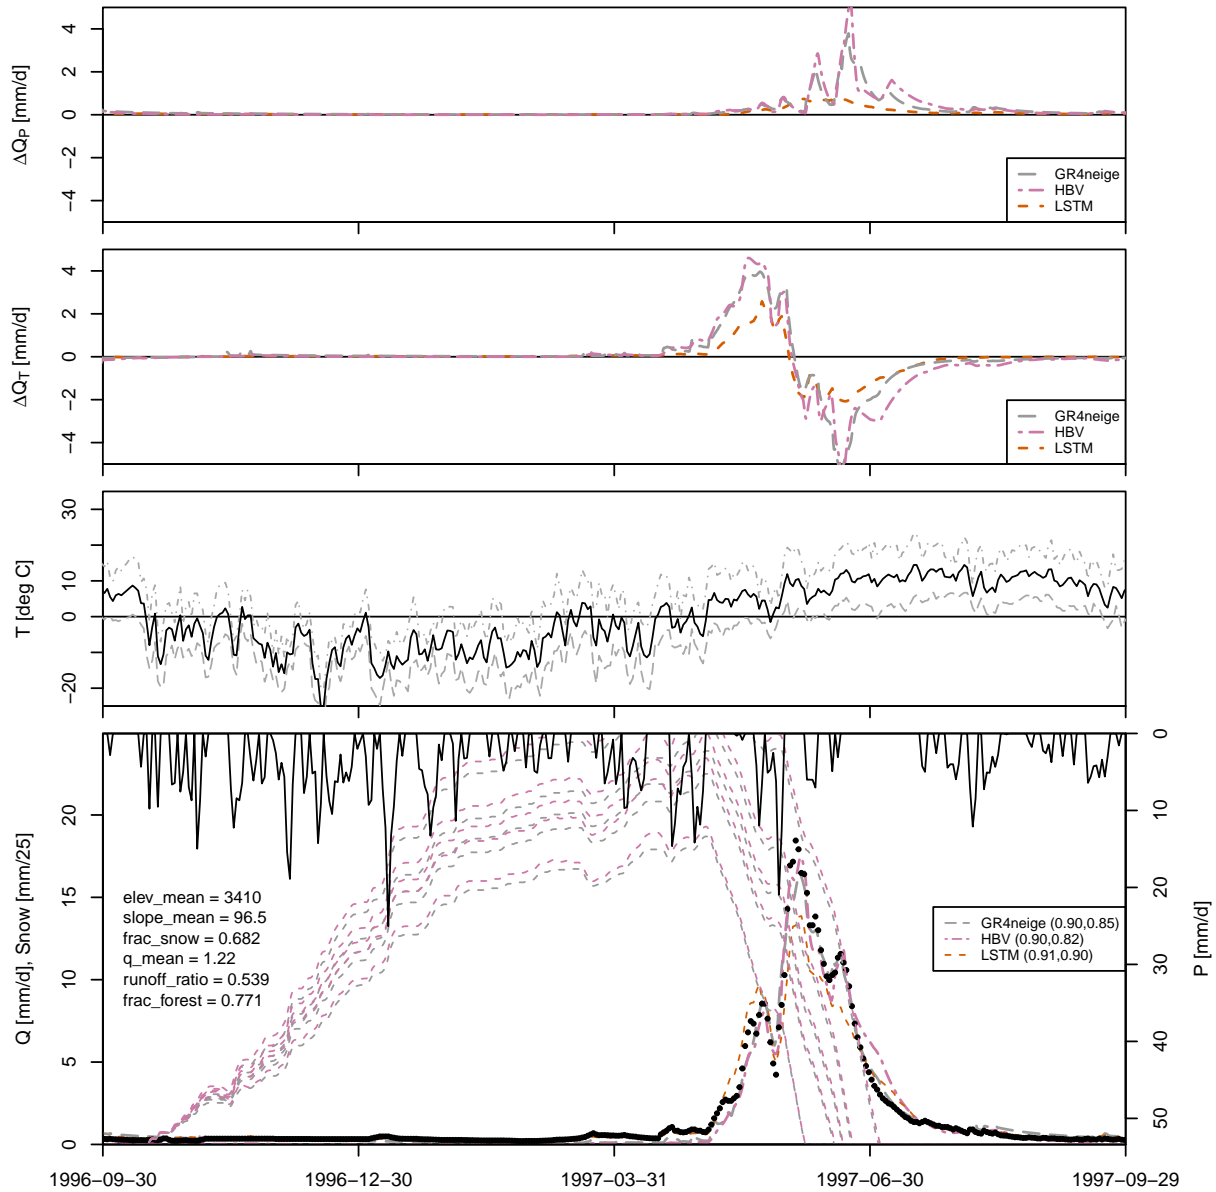 ΔQP [mm/d]
4
2
0
−2
−4
GR4neige
HBV
LSTM
ΔQT [mm/d]
4
2
0
−2
−4
GR4neige
HBV
LSTM
T [deg C]
30
10
0
−20
Q [mm/d], Snow [mm/25]
20
15
10
5
0
elev_mean = 3410
slope_mean = 96.5
frac_snow = 0.682
q_mean = 1.22
runoff_ratio = 0.539
frac_forest = 0.771
GR4neige (0.90,0.85)
HBV (0.90,0.82)
LSTM (0.91,0.90)
0
10
20
30
40
50
P [mm/d]
1996−09−30
1996−12−30
1997−03−31
1997−06−30
1997−09−29